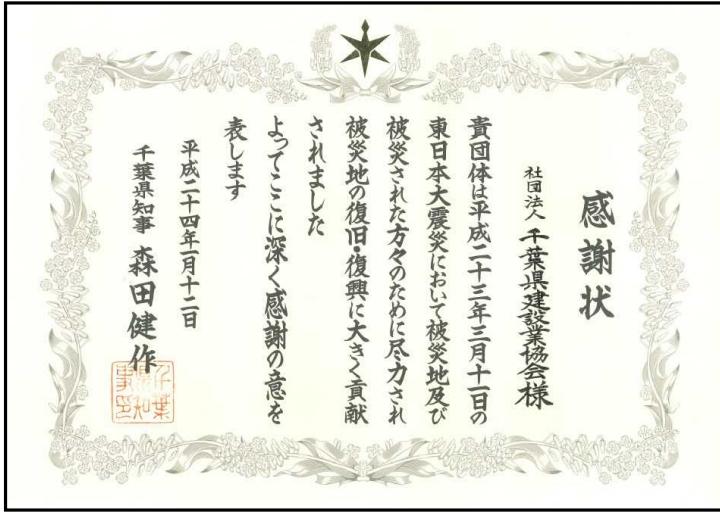 感謝状
社団法人 千葉県建設業協会様
貴団体は平成二十三年三月十一日の
東日本大震災において被災地及び
被災された方々のために尽力され
被災地の復旧・復興に大きく貢献
されました
よってここに深く感謝の意を
表します
平成二十四年一月十二日
千葉県知事 森田健作
千葉県知事印